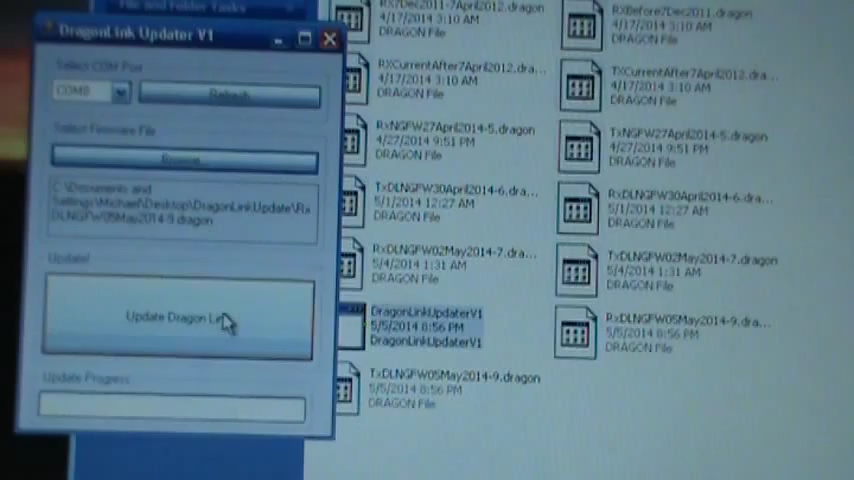 File and Folder Tasks
DragonLink Updater V1
Select COM Port
Refresh
Select Firmware File
Browse
C:\Documents and
Settings\Michael\Desktop\DragonLinkUpdate\Rx
DLNGFW05May2014-9.dragon
Update!
Update Dragon Link
Update Progress
Rx7Dec2011-7April2012.dragon
4/17/2014 3:10 AM
DRAGON File
RXBefore7Dec2011.dragon
4/17/2014 3:10 AM
DRAGON File
RXCurrentAfter7April2012.dra...
4/17/2014 3:10 AM
DRAGON File
TXCurrentAfter7April2012.dra...
4/17/2014 3:10 AM
DRAGON File
RxNGFW27April2014-5.dragon
4/27/2014 9:51 PM
DRAGON File
TxNGFW27April2014-5.dragon
4/27/2014 9:51 PM
DRAGON File
TxDLNGFW30April2014-6.dra...
5/1/2014 12:27 AM
DRAGON File
RxDLNGFW30April2014-6.dra...
5/1/2014 12:27 AM
DRAGON File
RxDLNGFW02May2014-7.dra...
5/4/2014 1:31 AM
DRAGON File
TxDLNGFW02May2014-7.dragon
5/4/2014 1:31 AM
DRAGON File
DragonLinkUpdaterV1
5/5/2014 8:56 PM
DragonLinkUpdaterV1
RxDLNGFW05May2014-9.dra...
5/5/2014 8:56 PM
DRAGON File
TxDLNGFW05May2014-9.dragon
5/5/2014 8:56 PM
DRAGON File